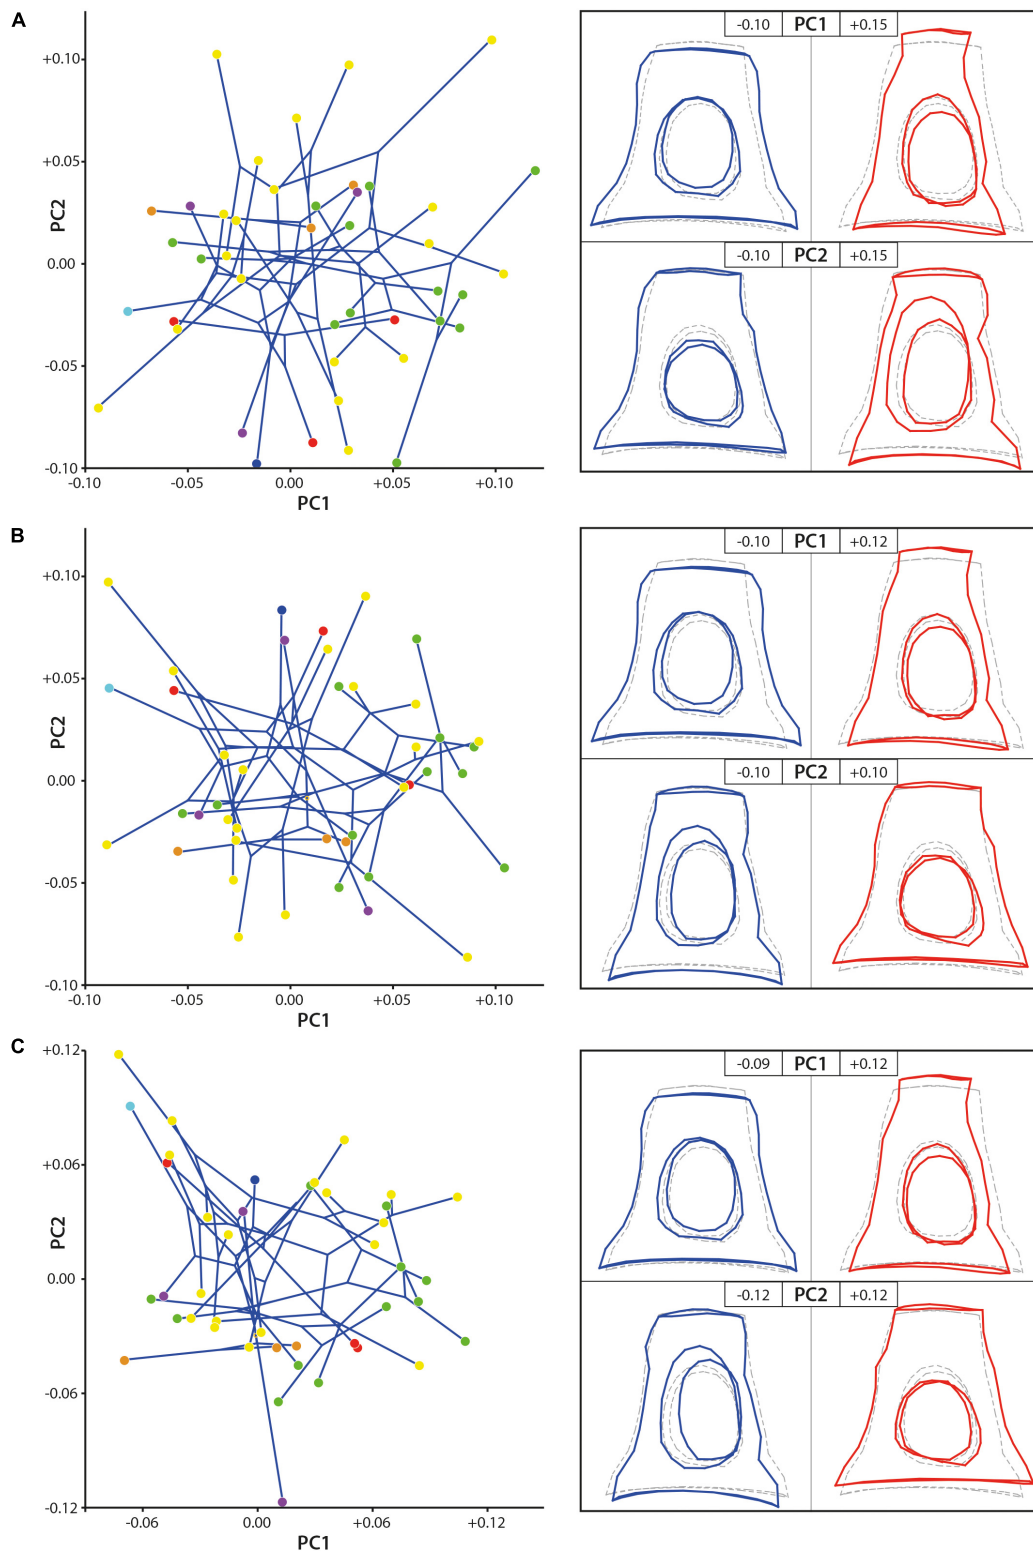 A
+0.10
+0.05
0.00
-0.05
-0.10
PC2
-0.10
-0.05
0.00
+0.05
+0.10
PC1
-0.10 PC1 +0.15
-0.10 PC2 +0.15
B
+0.10
+0.05
0.00
-0.05
-0.10
PC2
-0.10
-0.05
0.00
+0.05
+0.10
PC1
-0.10 PC1 +0.12
-0.10 PC2 +0.10
C
+0.12
+0.06
0.00
-0.06
-0.12
PC2
-0.06
0.00
+0.06
+0.12
PC1
-0.09 PC1 +0.12
-0.12 PC2 +0.12